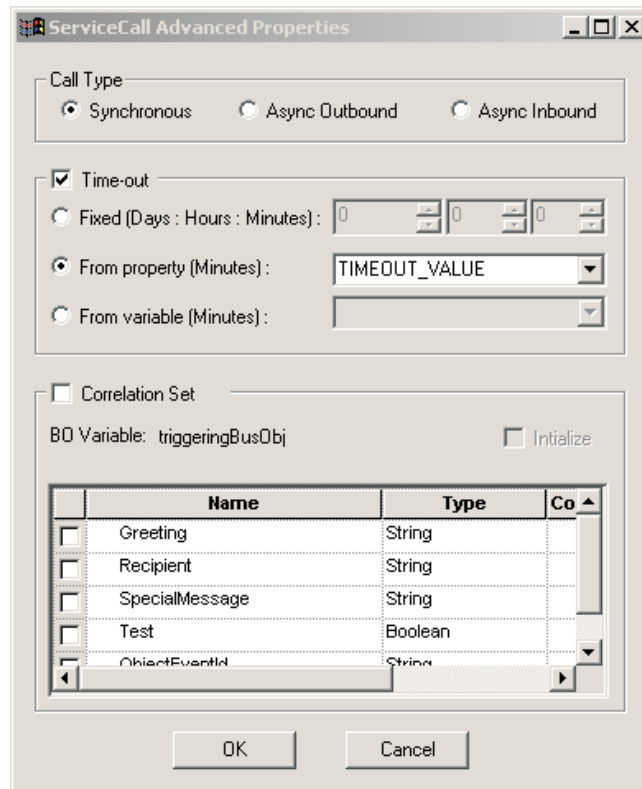 ServiceCall Advanced Properties
Call Type
Synchronous Async Outbound Async Inbound
Time-out
Fixed (Days : Hours : Minutes) : 0 0 0
From property (Minutes) : TIMEOUT_VALUE
From variable (Minutes) :
Correlation Set
BO Variable: triggeringBusObj Intialize
Name Type Co
Greeting String
Recipient String
SpecialMessage String
Test Boolean
ObjectEventId String
OK Cancel